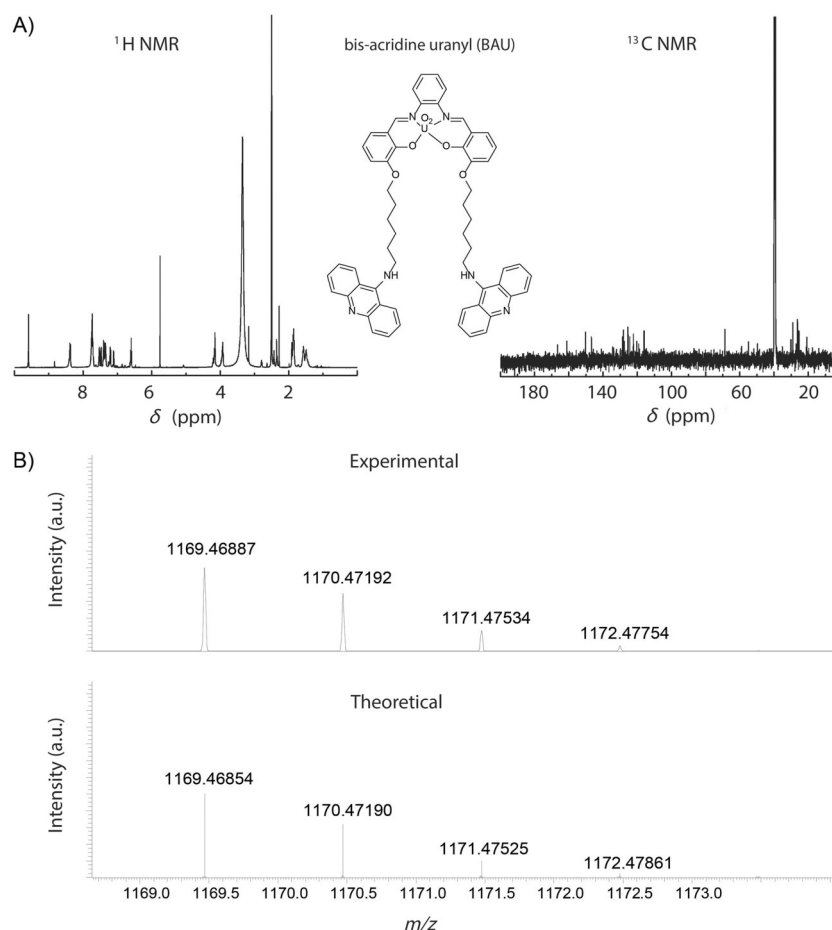 A)
¹H NMR
bis-acridine uranyl (BAU)
¹³C NMR
O₂
N
N
U
O
O
O
O
NH
NH
N
N
8
6
4
2
δ (ppm)
180
140
100
60
20
δ (ppm)
B)
Experimental
Intensity (a.u.)
1169.46887
1170.47192
1171.47534
1172.47754
Theoretical
Intensity (a.u.)
1169.46854
1170.47190
1171.47525
1172.47861
1169.0
1169.5
1170.0
1170.5
1171.0
1171.5
1172.0
1172.5
1173.0
m/z